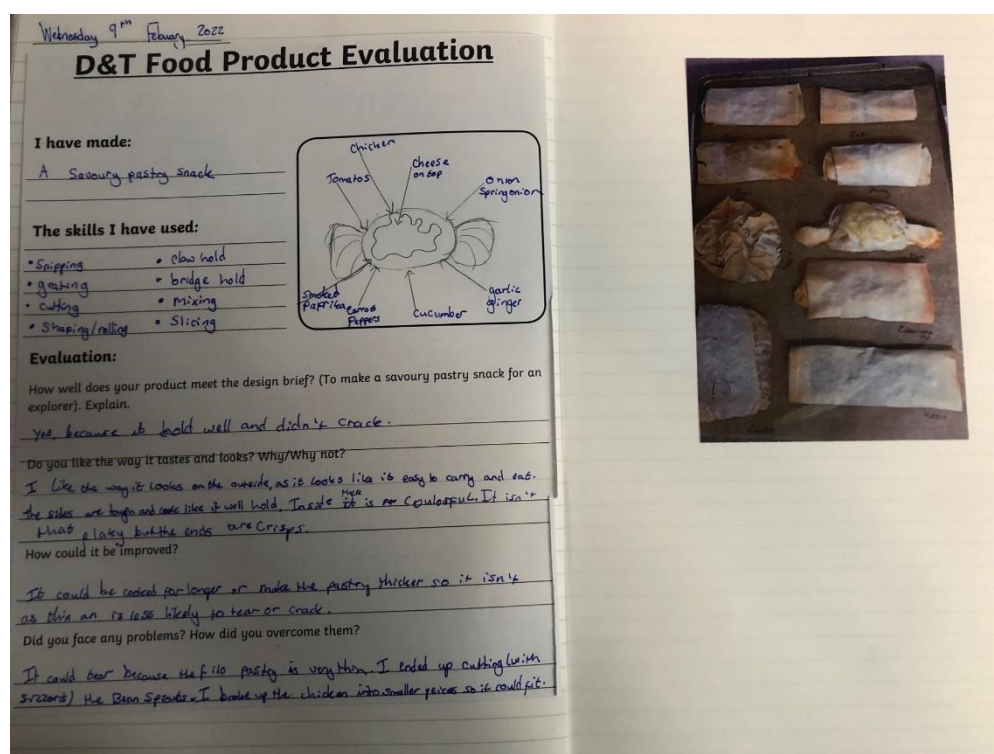 Wednesday 9th Febuary 2022
D&T Food Product Evaluation
I have made:
A Savoury pastry snack
The skills I have used:
• Snipping
• grating
• cutting
• Shaping/rolling
• claw hold
• bridge hold
• mixing
• Slicing
Chicken
Cheese
on top
Tomatos
Onion
Spring onion
Smoked
Paprika
Carrot
Peppers
Cucumber
garlic
ginger
Evaluation:
How well does your product meet the design brief? (To make a savoury pastry snack for an
explorer). Explain.
Yes, because it hold well and didn't crack.
Do you like the way it tastes and looks? Why/Why not?
I like the way it looks on the outside, as it looks like it is easy to carry and eat.
the sides are tough and look like it will hold. Inside it is Coulourful. It isn't
that flaky but the ends are Crisps.
How could it be improved?
It could be cooked for longer or make the pastry thicker so it isn't
as thin an is less likely to tear or crack.
Did you face any problems? How did you overcome them?
It could tear because the filo pastry is very thin. I ended up cutting (with
sizzors) the Bean Sprouts. I broke up the chicken into smaller peices so it could fit.